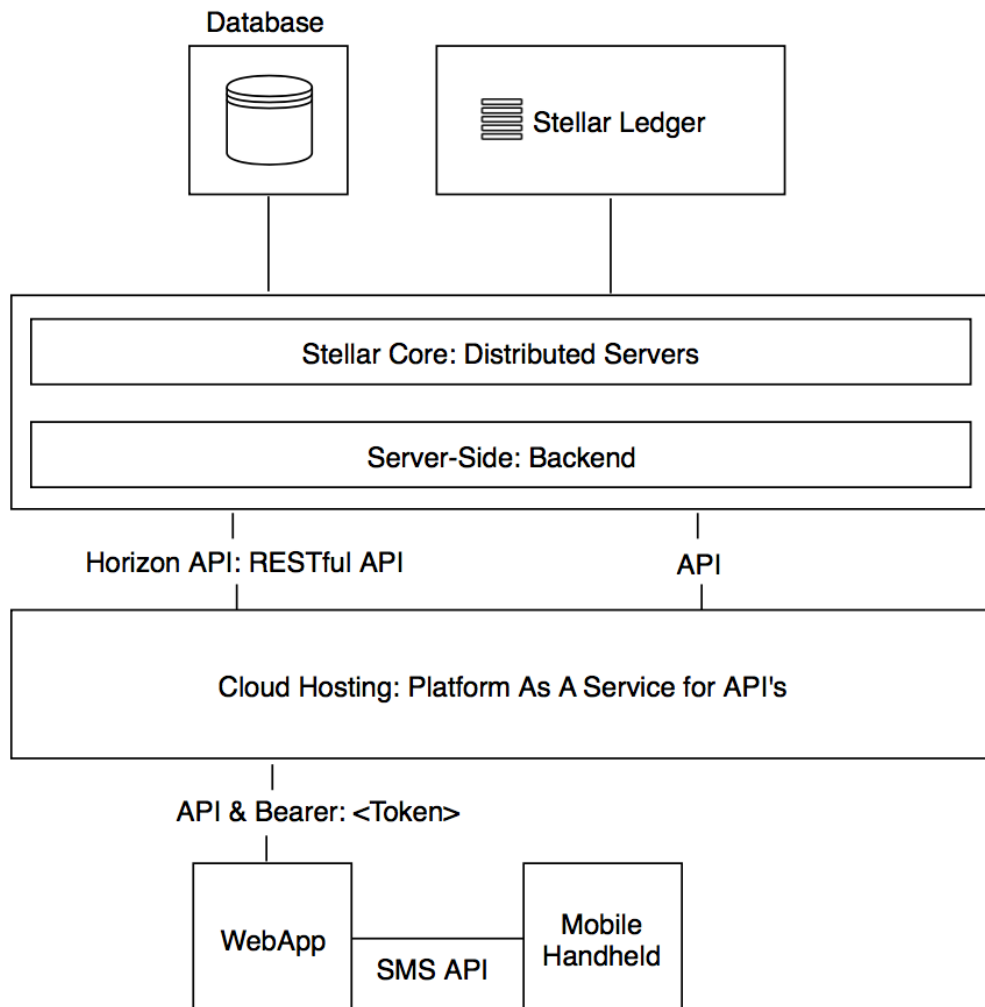 Database
Stellar Ledger
Stellar Core: Distributed Servers
Server-Side: Backend
Horizon API: RESTful API
API
Cloud Hosting: Platform As A Service for API's
API & Bearer: <Token>
WebApp
SMS API
Mobile
Handheld